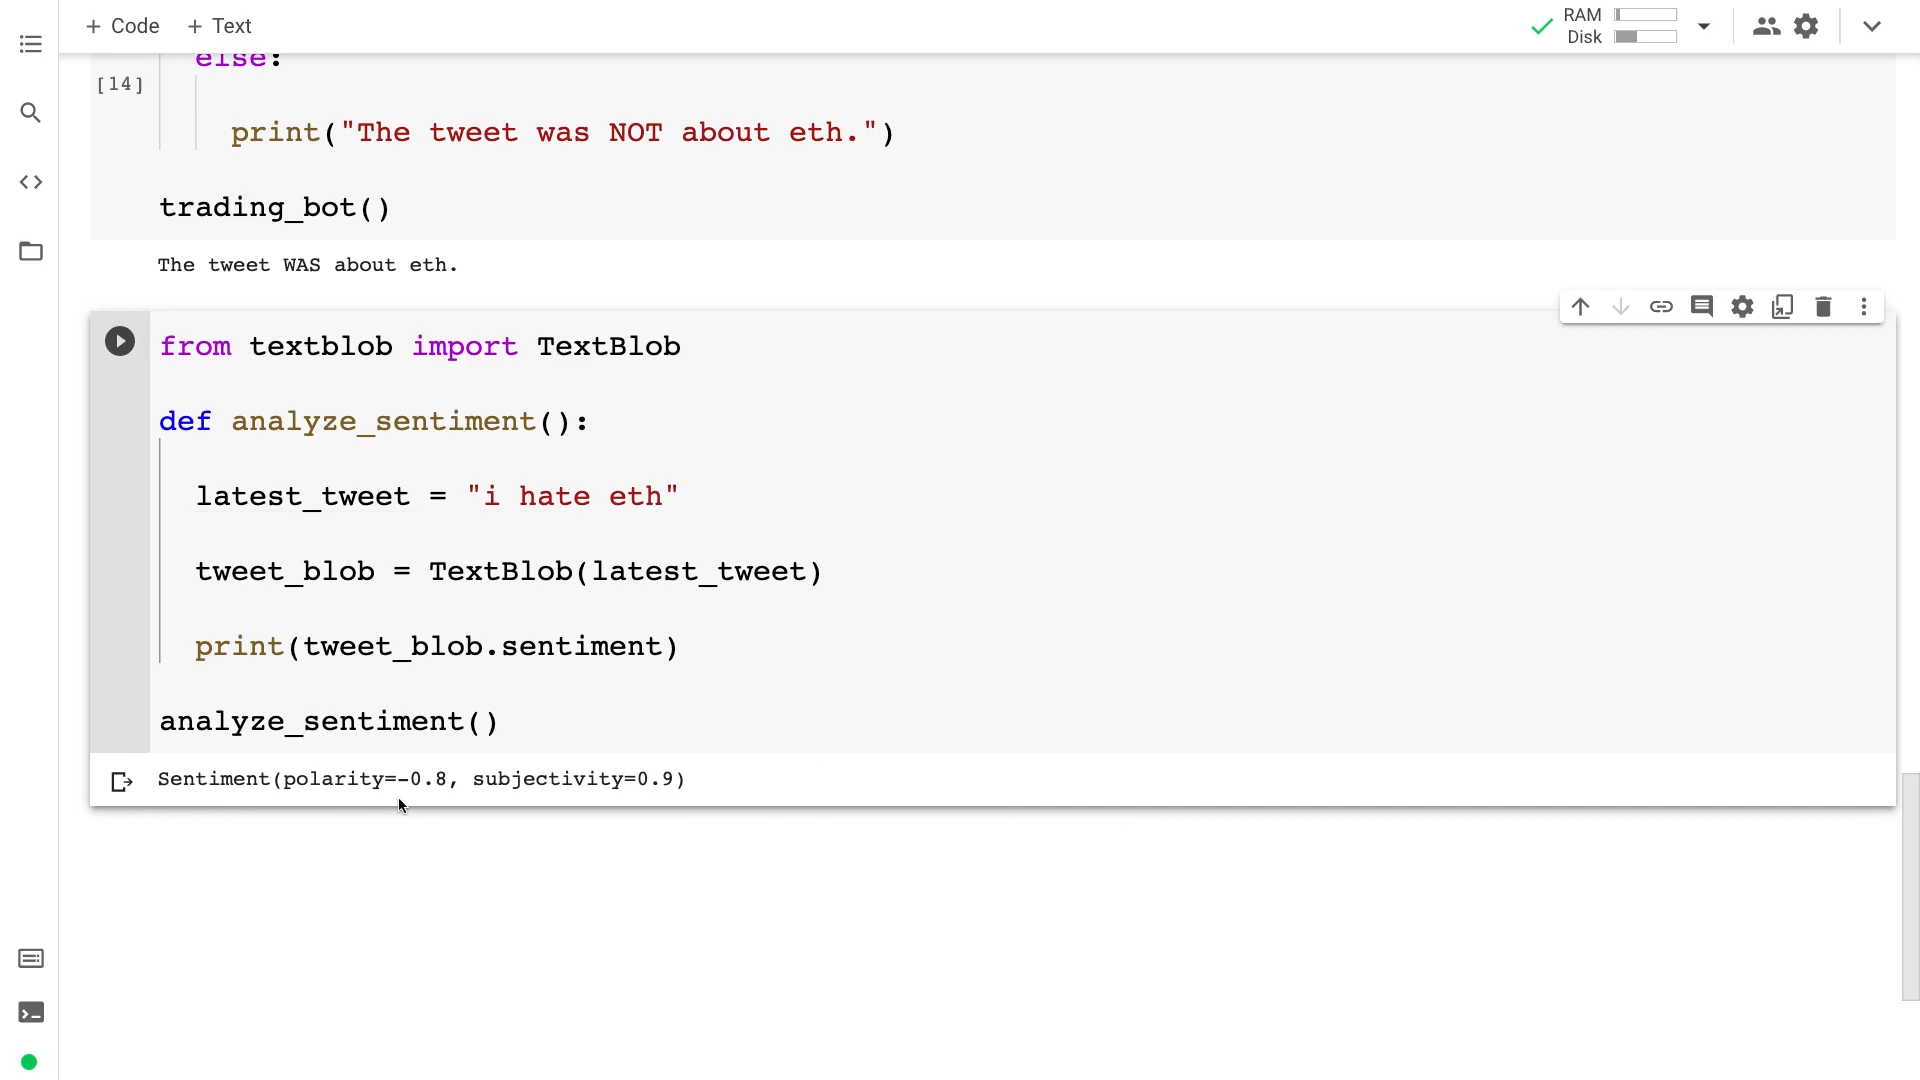 + Code + Text
RAM
Disk
else:
[14]
print("The tweet was NOT about eth.")
trading_bot()
The tweet WAS about eth.
from textblob import TextBlob
def analyze_sentiment():
latest_tweet = "i hate eth"
tweet_blob = TextBlob(latest_tweet)
print(tweet_blob.sentiment)
analyze_sentiment()
Sentiment(polarity=-0.8, subjectivity=0.9)